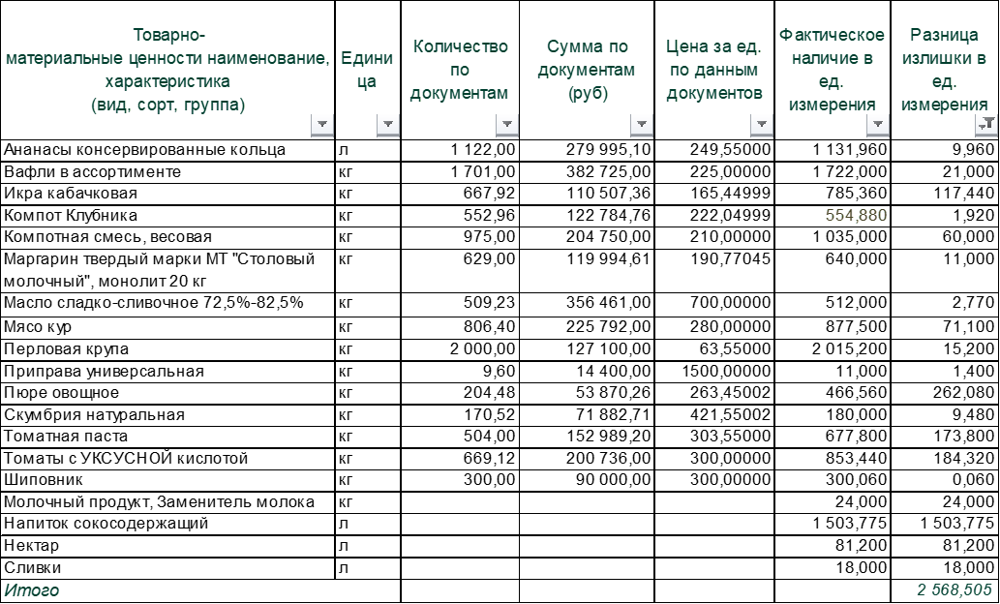 Товарно-
материальные ценности наименование,
характеристика
(вид, сорт, группа)
Едини
ца
Количество
по
документам
Сумма по
документам
(руб)
Цена за ед.
по данным
документов
Фактическое
наличие в
ед.
измерения
Разница
излишки в
ед.
измерения
Ананасы консервированные кольца л 1 122,00 279 995,10 249,55000 1 131,960 9,960
Вафли в ассортименте кг 1 701,00 382 725,00 225,00000 1 722,000 21,000
Икра кабачковая кг 667,92 110 507,36 165,44999 785,360 117,440
Компот Клубника кг 552,96 122 784,76 222,04999 554,880 1,920
Компотная смесь, весовая кг 975,00 204 750,00 210,00000 1 035,000 60,000
Маргарин твердый марки МТ "Столовый кг 629,00 119 994,61 190,77045 640,000 11,000
молочный", монолит 20 кг
Масло сладко-сливочное 72,5%-82,5% кг 509,23 356 461,00 700,00000 512,000 2,770
Мясо кур кг 806,40 225 792,00 280,00000 877,500 71,100
Перловая крупа кг 2 000,00 127 100,00 63,55000 2 015,200 15,200
Приправа универсальная кг 9,60 14 400,00 1500,00000 11,000 1,400
Пюре овощное кг 204,48 53 870,26 263,45002 466,560 262,080
Скумбрия натуральная кг 170,52 71 882,71 421,55002 180,000 9,480
Томатная паста кг 504,00 152 989,20 303,55000 677,800 173,800
Томаты с УКСУСНОЙ кислотой кг 669,12 200 736,00 300,00000 853,440 184,320
Шиповник кг 300,00 90 000,00 300,00000 300,060 0,060
Молочный продукт, Заменитель молока кг 24,000 24,000
Напиток сокосодержащий л 1 503,775 1 503,775
Нектар л 81,200 81,200
Сливки л 18,000 18,000
Итого 2 568,505